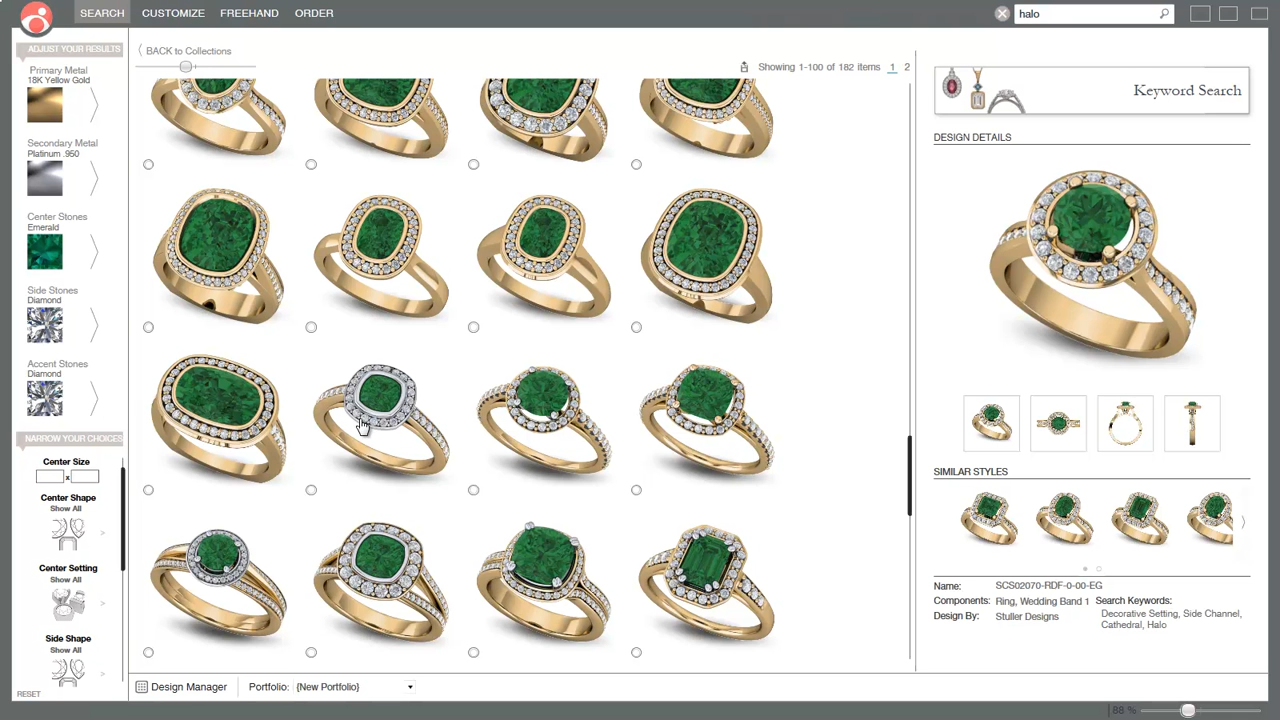 SEARCH CUSTOMIZE FREEHAND ORDER halo
ADJUST YOUR RESULTS
Primary Metal
18K Yellow Gold
Secondary Metal
Platinum .950
Center Stones
Emerald
Side Stones
Diamond
Accent Stones
Diamond
NARROW YOUR CHOICES
Center Size
x
Center Shape
Show All
Center Setting
Show All
Side Shape
Show All
RESET
BACK to Collections
Showing 1-100 of 182 items 1 2
Keyword Search
DESIGN DETAILS
SIMILAR STYLES
Name: SCS02070-RDF-0-00-EG
Components: Ring, Wedding Band 1
Design By: Stuller Designs
Search Keywords:
Decorative Setting, Side Channel,
Cathedral, Halo
Design Manager Portfolio: {New Portfolio}
88 %